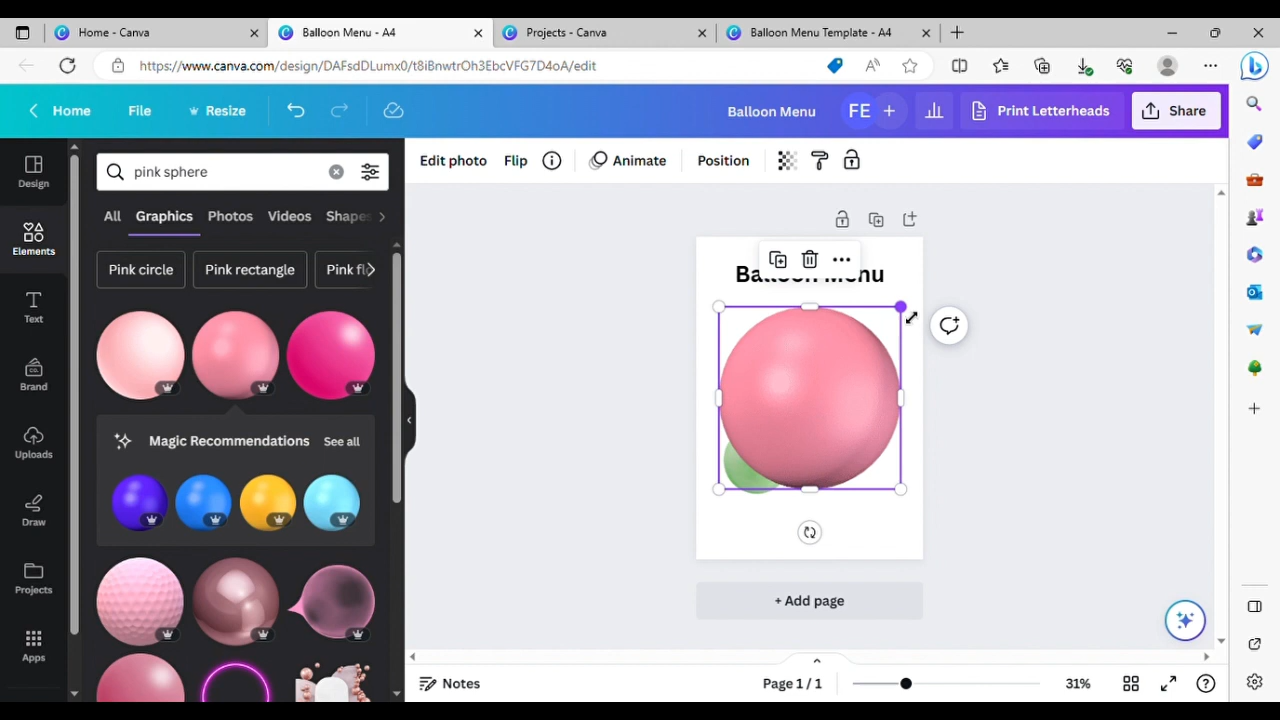 Home - Canva
Balloon Menu - A4
Projects - Canva
Balloon Menu Template - A4
https://www.canva.com/design/DAFsdDLumx0/t8iBnwtrOh3EbcVFG7D4oA/edit
Home
File
Resize
Balloon Menu
FE
Print Letterheads
Share
Design
Elements
Text
Brand
Uploads
Draw
Projects
Apps
pink sphere
All
Graphics
Photos
Videos
Shapes
Pink circle
Pink rectangle
Magic Recommendations
See all
Edit photo
Flip
Animate
Position
Balloon Menu
+ Add page
Notes
Page 1 / 1
31%